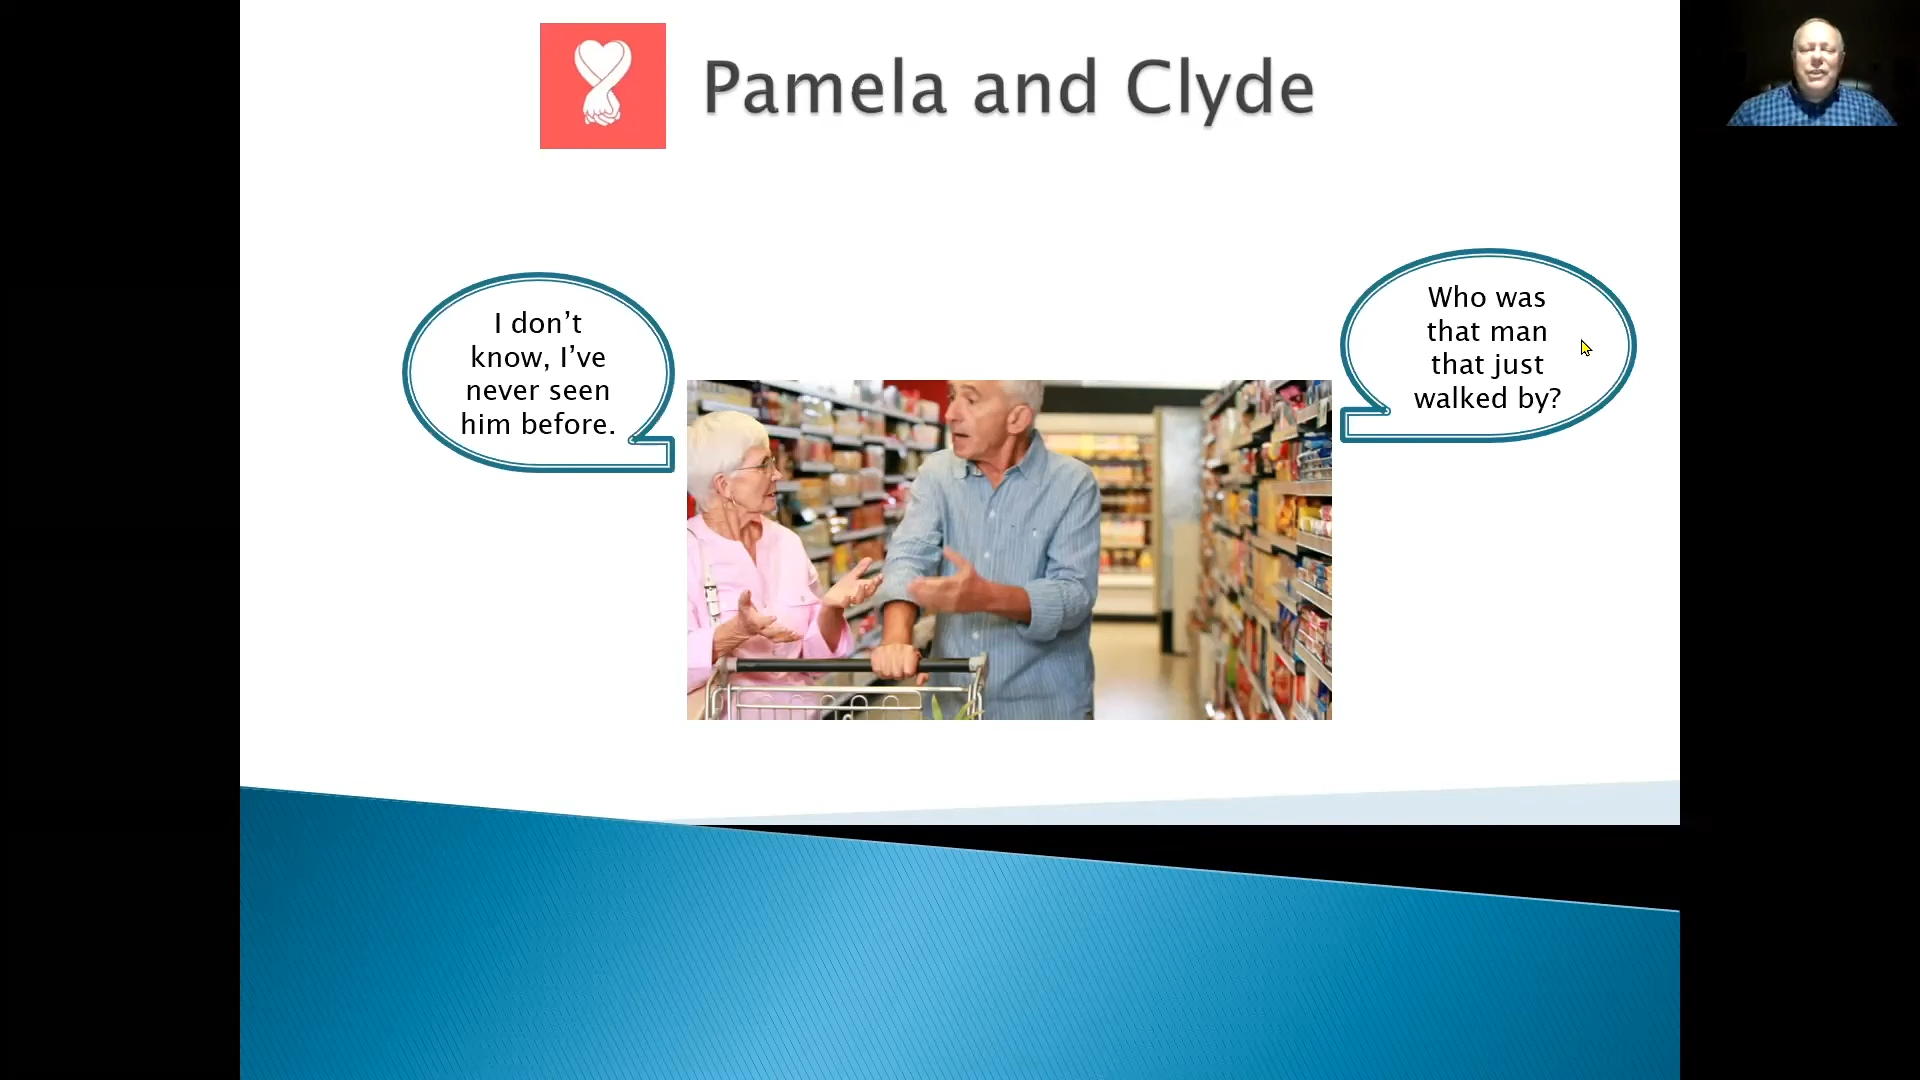 Pamela and Clyde
I don’t
know, I’ve
never seen
him before.
Who was
that man
that just
walked by?